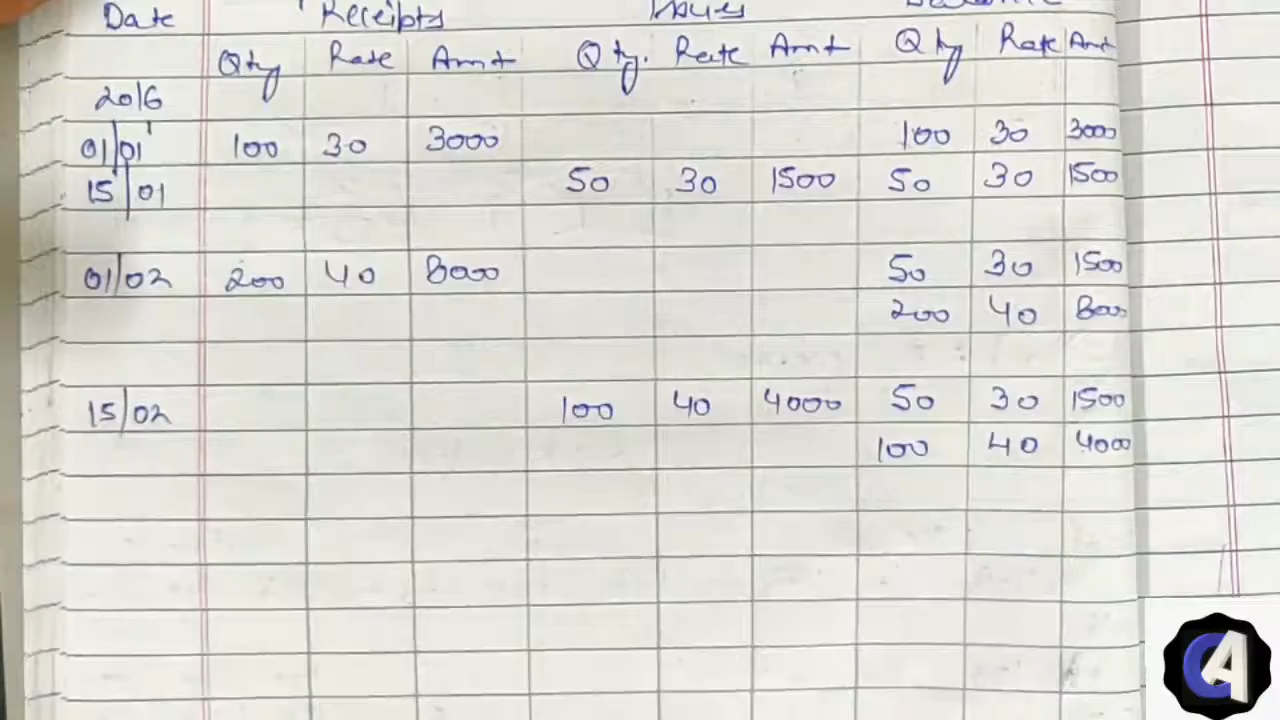 Date Receipts Issues
Qty Rate Amt Qty. Rate Amt Qty Rate Amt
2016
01/01 100 30 3000 100 30 3000
15/01 50 30 1500 50 30 1500
01/02 200 40 8000 50 30 1500
200 40 8000
15/02 100 40 4000 50 30 1500
100 40 4000
CA